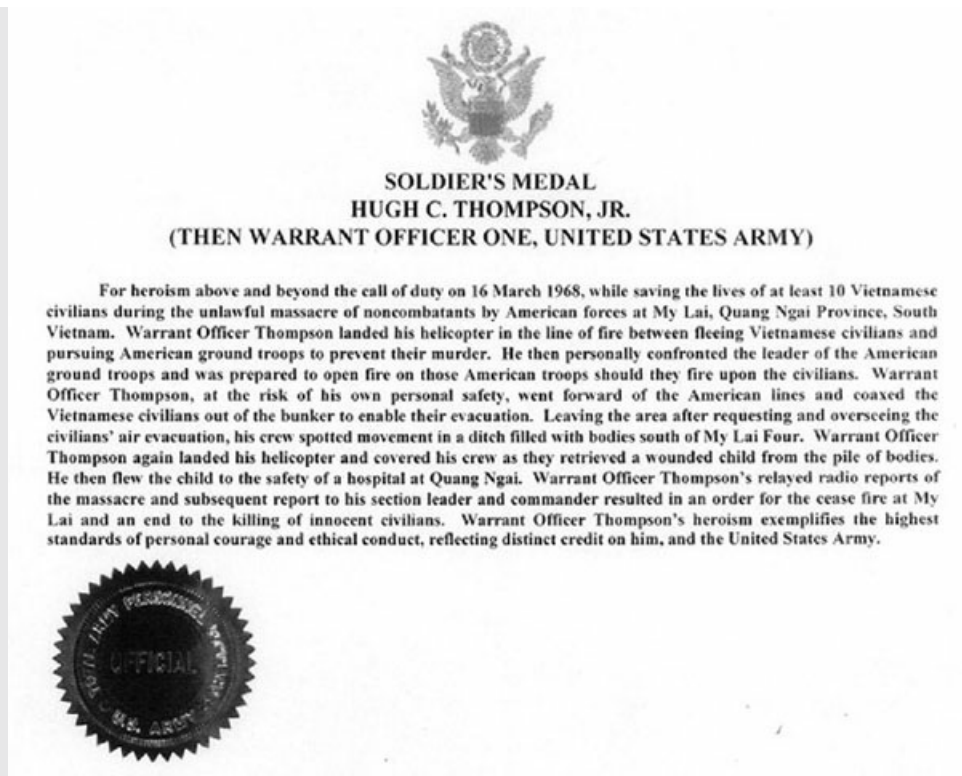 SOLDIER'S MEDAL
HUGH C. THOMPSON, JR.
(THEN WARRANT OFFICER ONE, UNITED STATES ARMY)
For heroism above and beyond the call of duty on 16 March 1968, while saving the lives of at least 10 Vietnamese
civilians during the unlawful massacre of noncombatants by American forces at My Lai, Quang Ngai Province, South
Vietnam. Warrant Officer Thompson landed his helicopter in the line of fire between fleeing Vietnamese civilians and
pursuing American ground troops to prevent their murder. He then personally confronted the leader of the American
ground troops and was prepared to open fire on those American troops should they fire upon the civilians. Warrant
Officer Thompson, at the risk of his own personal safety, went forward of the American lines and coaxed the
Vietnamese civilians out of the bunker to enable their evacuation. Leaving the area after requesting and overseeing the
civilians' air evacuation, his crew spotted movement in a ditch filled with bodies south of My Lai Four. Warrant Officer
Thompson again landed his helicopter and covered his crew as they retrieved a wounded child from the pile of bodies.
He then flew the child to the safety of a hospital at Quang Ngai. Warrant Officer Thompson's relayed radio reports of
the massacre and subsequent report to his section leader and commander resulted in an order for the cease fire at My
Lai and an end to the killing of innocent civilians. Warrant Officer Thompson's heroism exemplifies the highest
standards of personal courage and ethical conduct, reflecting distinct credit on him, and the United States Army.
ARMY PERSONNEL
OFFICIAL
U.S. ARMY